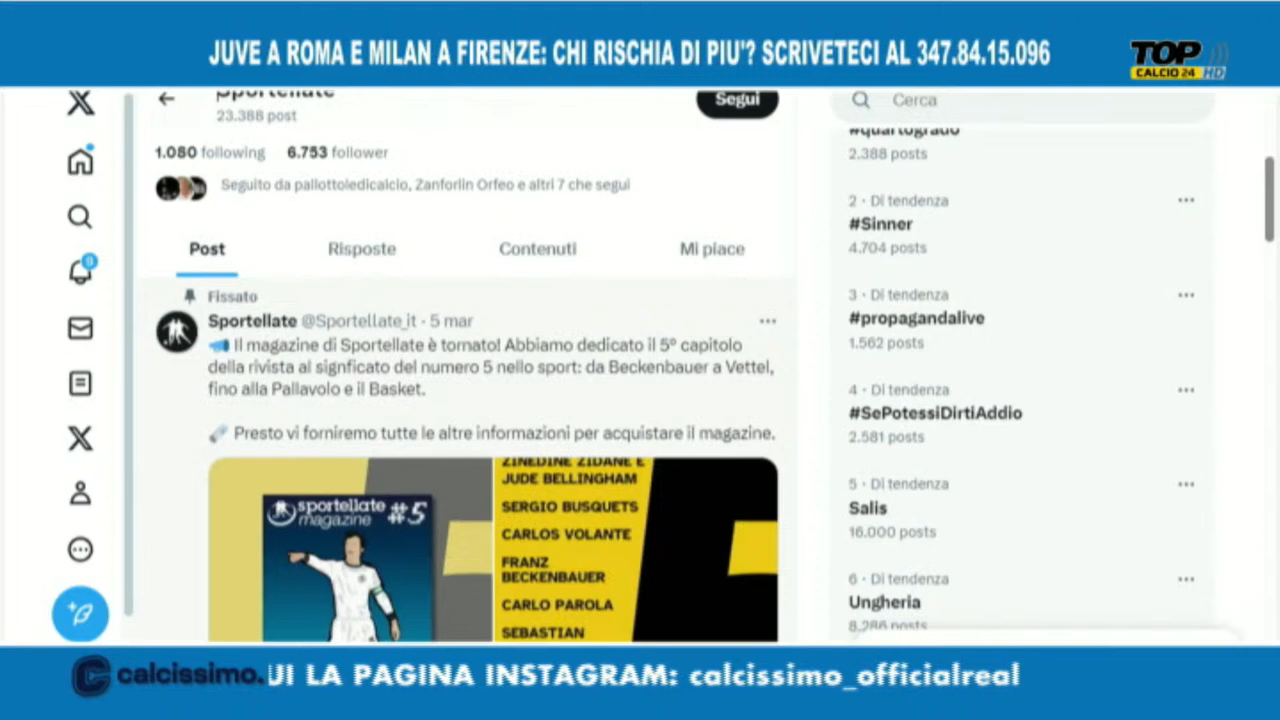 JUVE A ROMA E MILAN A FIRENZE: CHI RISCHIA DI PIU'? SCRIVETECI AL 347.84.15.096
TOP
CALCIO 24 HD
Sportellate
23.388 post
Segui
1.080 following 6.753 follower
Seguito da pallottoledicalcio, Zanforlin Orfeo e altri 7 che segui
Post Risposte Contenuti Mi piace
Fissato
Sportellate @Sportellate_it · 5 mar
Il magazine di Sportellate è tornato! Abbiamo dedicato il 5° capitolo
della rivista al signficato del numero 5 nello sport: da Beckenbauer a Vettel,
fino alla Pallavolo e il Basket.
Presto vi forniremo tutte le altre informazioni per acquistare il magazine.
sportellate
magazine #5
ZINEDINE ZIDANE E
JUDE BELLINGHAM
SERGIO BUSQUETS
CARLOS VOLANTE
FRANZ
BECKENBAUER
CARLO PAROLA
SEBASTIAN
Cerca
#quartogrado
2.388 posts
2 · Di tendenza
#Sinner
4.704 posts
3 · Di tendenza
#propagandalive
1.562 posts
4 · Di tendenza
#SePotessiDirtiAddio
2.581 posts
5 · Di tendenza
Salis
16.000 posts
6 · Di tendenza
Ungheria
8.286 posts
9
calcissimo.
UI LA PAGINA INSTAGRAM: calcissimo_officialreal